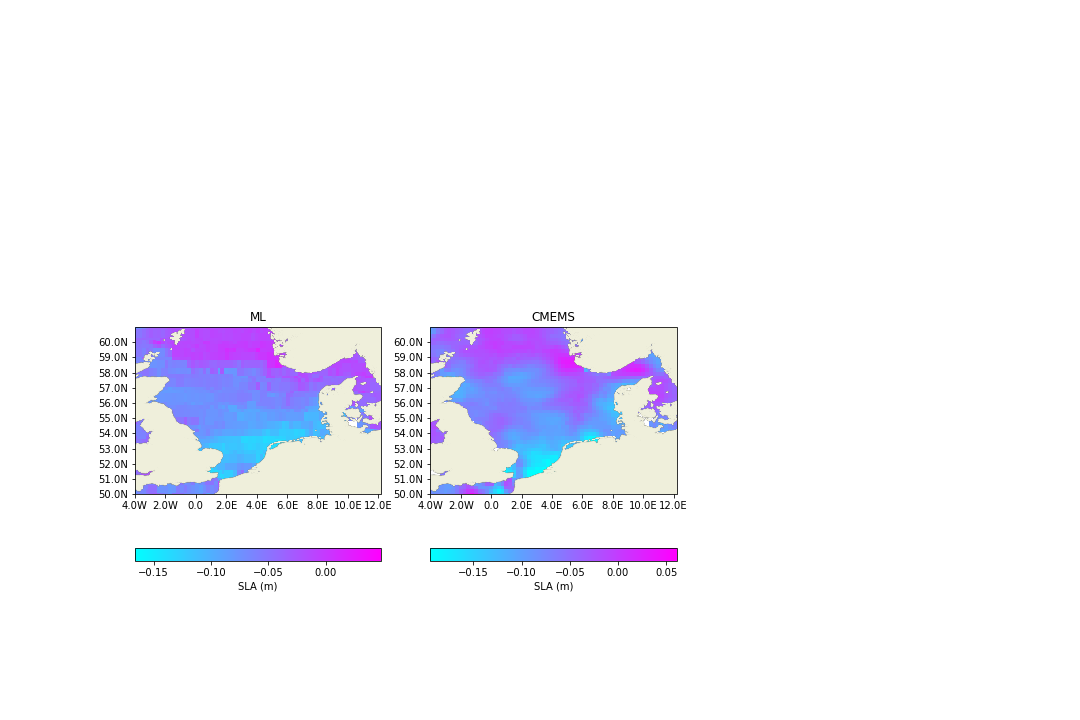 ML
60.0N
59.0N
58.0N
57.0N
56.0N
55.0N
54.0N
53.0N
52.0N
51.0N
50.0N
4.0W 2.0W 0.0 2.0E 4.0E 6.0E 8.0E 10.0E 12.0E
−0.15 −0.10 −0.05 0.00
SLA (m)
CMEMS
60.0N
59.0N
58.0N
57.0N
56.0N
55.0N
54.0N
53.0N
52.0N
51.0N
50.0N
4.0W 2.0W 0.0 2.0E 4.0E 6.0E 8.0E 10.0E 12.0E
−0.15 −0.10 −0.05 0.00 0.05
SLA (m)